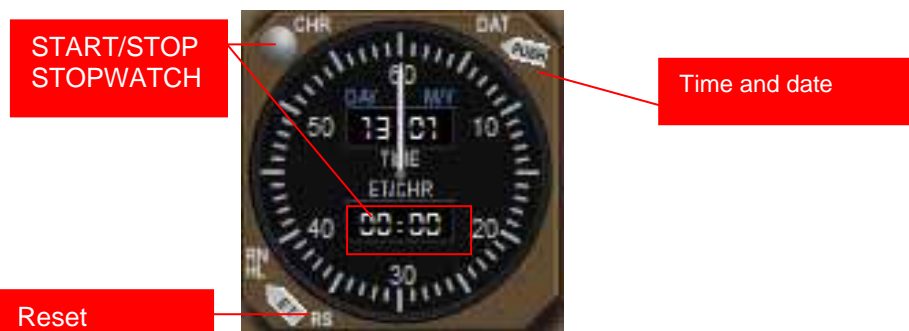 START/STOP
STOPWATCH
CHR
DAT
PUSH
Time and date
60
DAY M/Y
50 13 01 10
TIME
ET/CHR
40 00:00 20
30
ET
RS
Reset